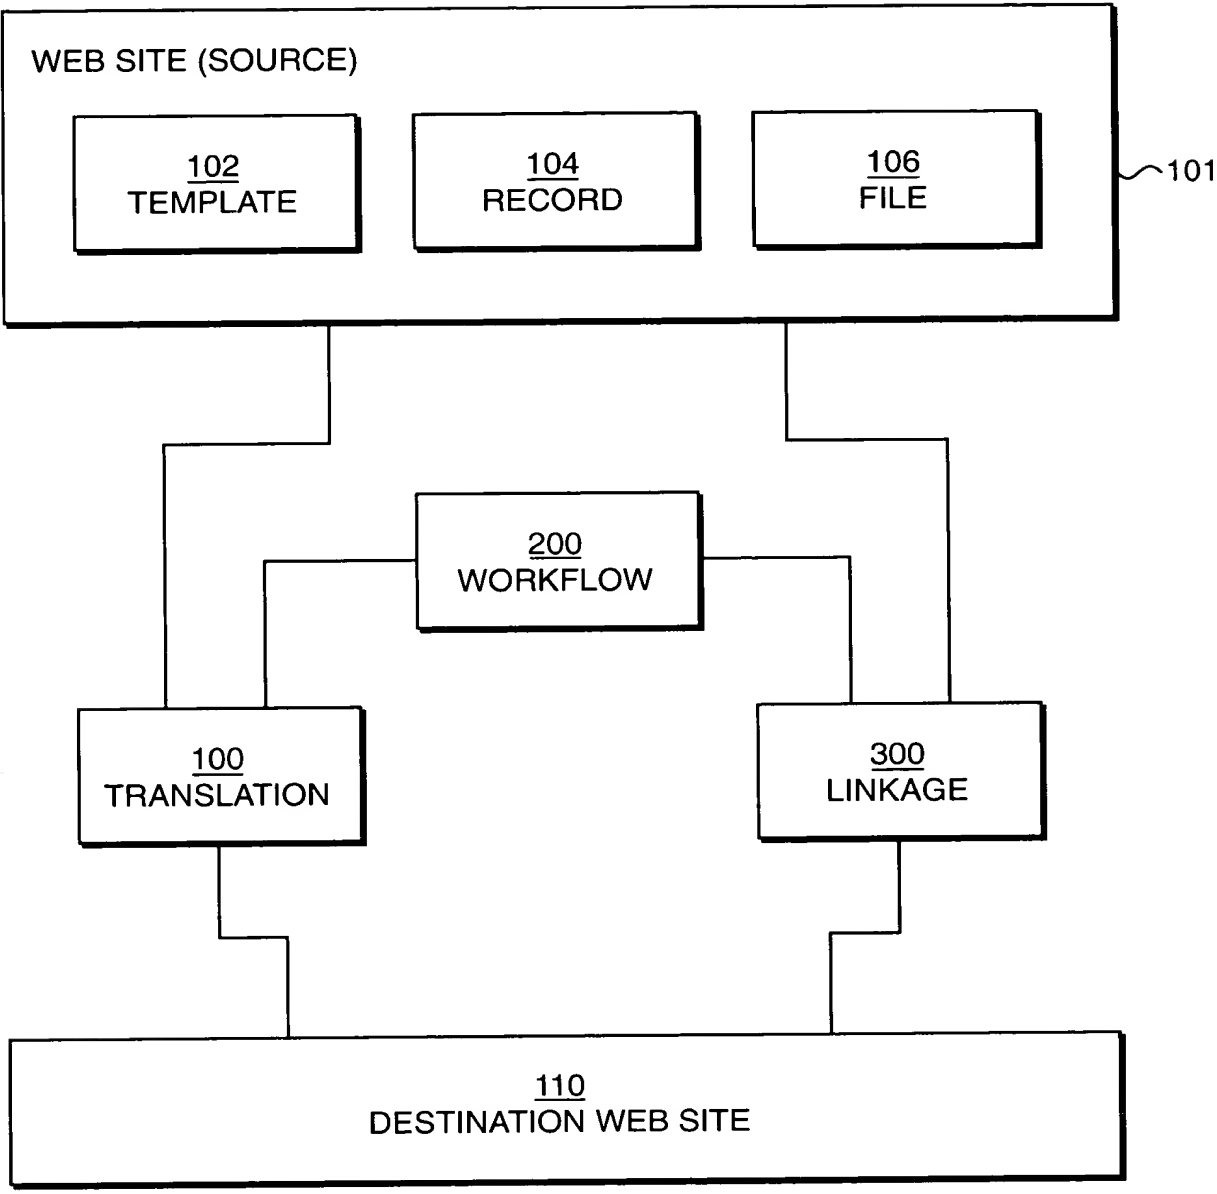 WEB SITE (SOURCE)
102
TEMPLATE
104
RECORD
106
FILE
101
200
WORKFLOW
100
TRANSLATION
300
LINKAGE
110
DESTINATION WEB SITE